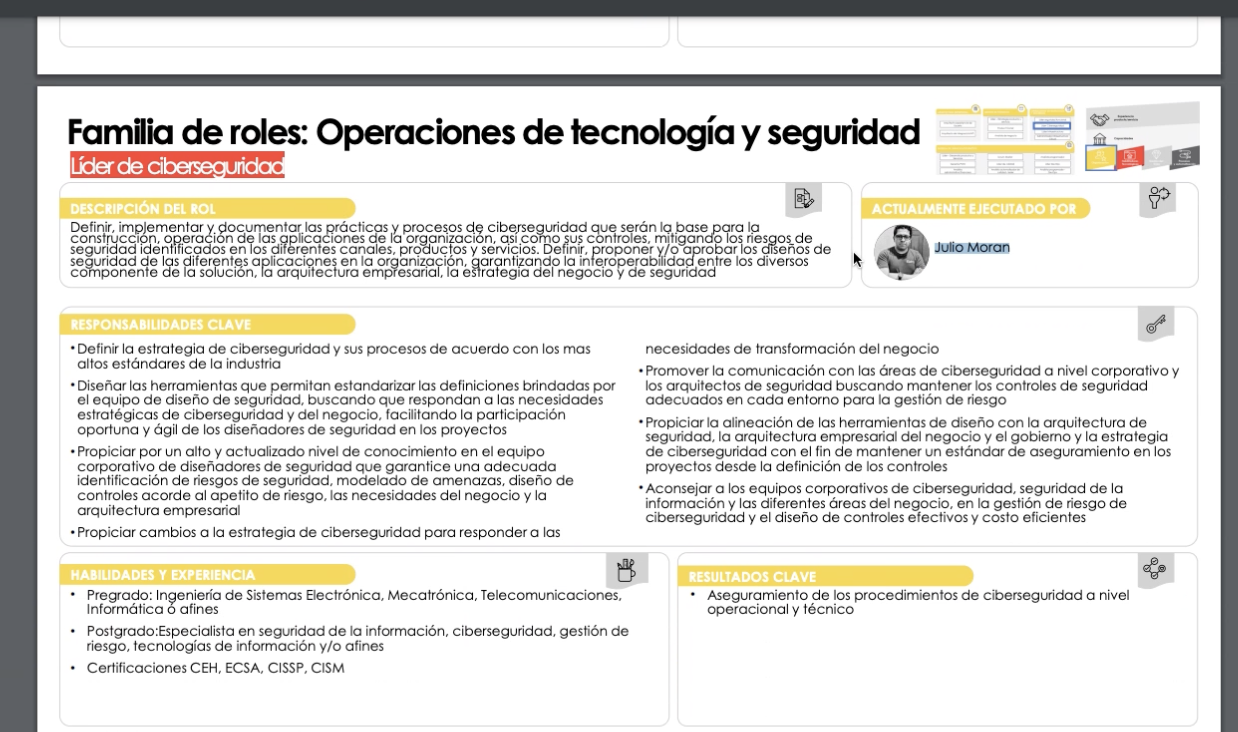 Familia de roles: Operaciones de tecnología y seguridad
Líder de ciberseguridad
DESCRIPCIÓN DEL ROL
Definir, implementar y documentar las prácticas y procesos de ciberseguridad que serán la base para la
construcción, operación de las aplicaciones de la organización, así como sus controles, mitigando los riesgos de
seguridad identificados en los diferentes canales, productos y servicios. Definir, proponer y/o aprobar los diseños de
seguridad de las diferentes aplicaciones en la organización, garantizando la interoperabilidad entre los diversos
componente de la solución, la arquitectura empresarial, la estrategia del negocio y de seguridad
ACTUALMENTE EJECUTADO POR
Julio Moran
RESPONSABILIDADES CLAVE
•Definir la estrategia de ciberseguridad y sus procesos de acuerdo con los mas
altos estándares de la industria
•Diseñar las herramientas que permitan estandarizar las definiciones brindadas por
el equipo de diseño de seguridad, buscando que respondan a las necesidades
estratégicas de ciberseguridad y del negocio, facilitando la participación
oportuna y ágil de los diseñadores de seguridad en los proyectos
•Propiciar por un alto y actualizado nivel de conocimiento en el equipo
corporativo de diseñadores de seguridad que garantice una adecuada
identificación de riesgos de seguridad, modelado de amenazas, diseño de
controles acorde al apetito de riesgo, las necesidades del negocio y la
arquitectura empresarial
•Propiciar cambios a la estrategia de ciberseguridad para responder a las
necesidades de transformación del negocio
•Promover la comunicación con las áreas de ciberseguridad a nivel corporativo y
los arquitectos de seguridad buscando mantener los controles de seguridad
adecuados en cada entorno para la gestión de riesgo
•Propiciar la alineación de las herramientas de diseño con la arquitectura de
seguridad, la arquitectura empresarial del negocio y el gobierno y la estrategia
de ciberseguridad con el fin de mantener un estándar de aseguramiento en los
proyectos desde la definición de los controles
•Aconsejar a los equipos corporativos de ciberseguridad, seguridad de la
información y las diferentes áreas del negocio, en la gestión de riesgo de
ciberseguridad y el diseño de controles efectivos y costo eficientes
HABILIDADES Y EXPERIENCIA
• Pregrado: Ingeniería de Sistemas Electrónica, Mecatrónica, Telecomunicaciones,
Informática ó afines
• Postgrado:Especialista en seguridad de la información, ciberseguridad, gestión de
riesgo, tecnologías de información y/o afines
• Certificaciones CEH, ECSA, CISSP, CISM
RESULTADOS CLAVE
• Aseguramiento de los procedimientos de ciberseguridad a nivel
operacional y técnico